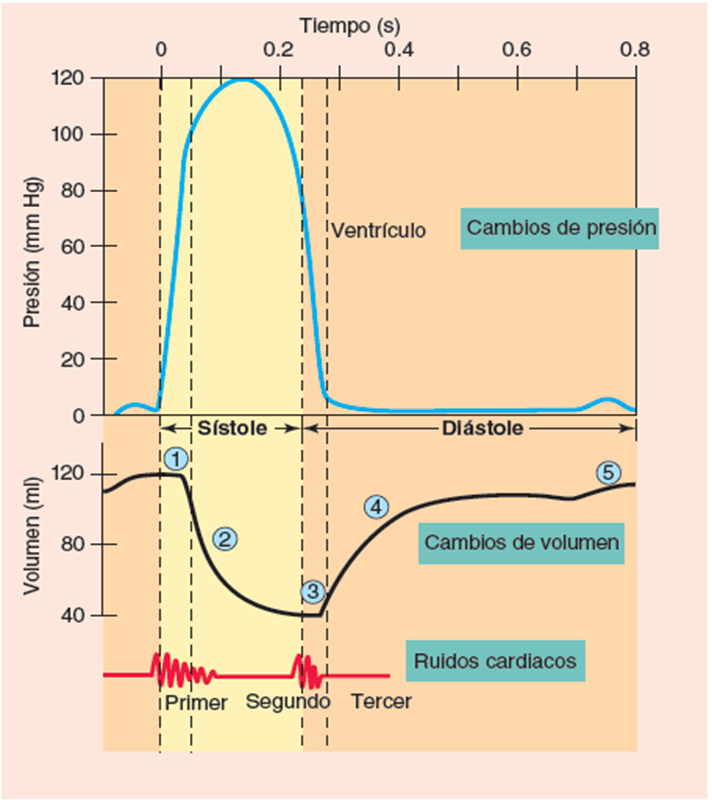 Tiempo (s)
0 0.2 0.4 0.6 0.8
Presión (mm Hg)
120
100
80
60
40
20
0
Ventrículo
Cambios de presión
Sístole
Diástole
Volumen (ml)
120
80
40
1
2
3
4
5
Cambios de volumen
Ruidos cardiacos
Primer Segundo Tercer